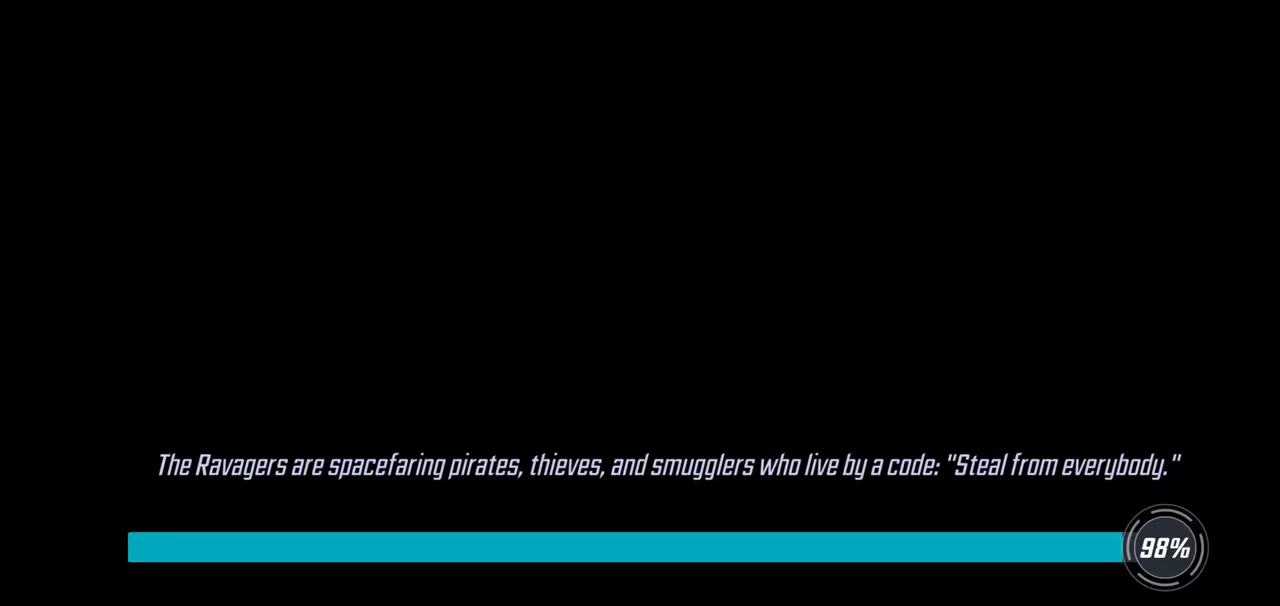 The Ravagers are spacefaring pirates, thieves, and smugglers who live by a code: "Steal from everybody."
98%